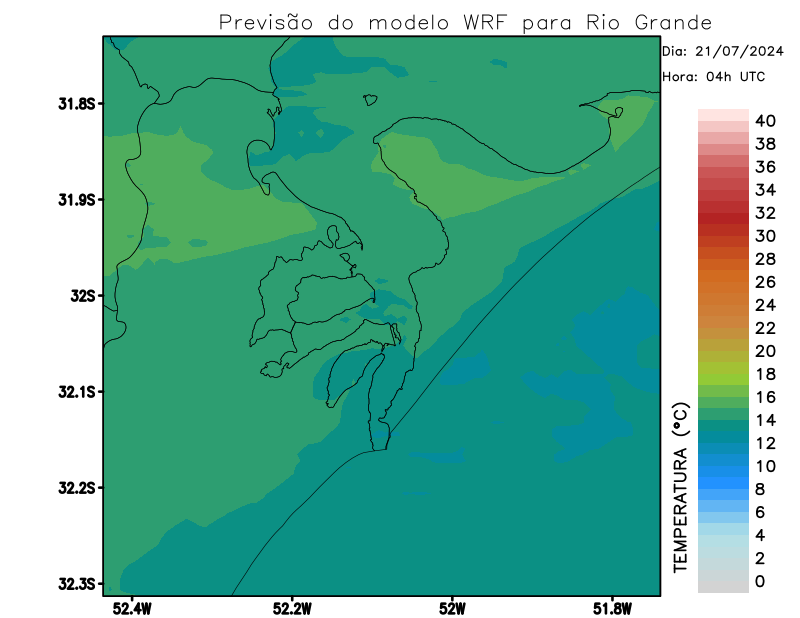 Previsão do modelo WRF para Rio Grande
Dia: 21/07/2024
Hora: 04h UTC
31.8S
31.9S
32S
32.1S
32.2S
32.3S
52.4W
52.2W
52W
51.8W
TEMPERATURA (°C)
40
38
36
34
32
30
28
26
24
22
20
18
16
14
12
10
8
6
4
2
0